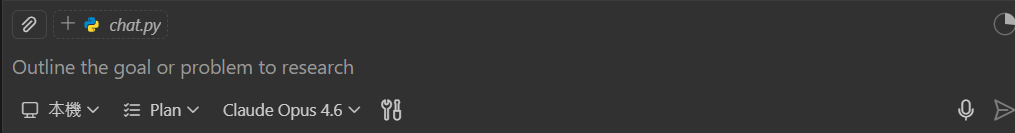 chat.py
Outline the goal or problem to research
本機 Plan Claude Opus 4.6